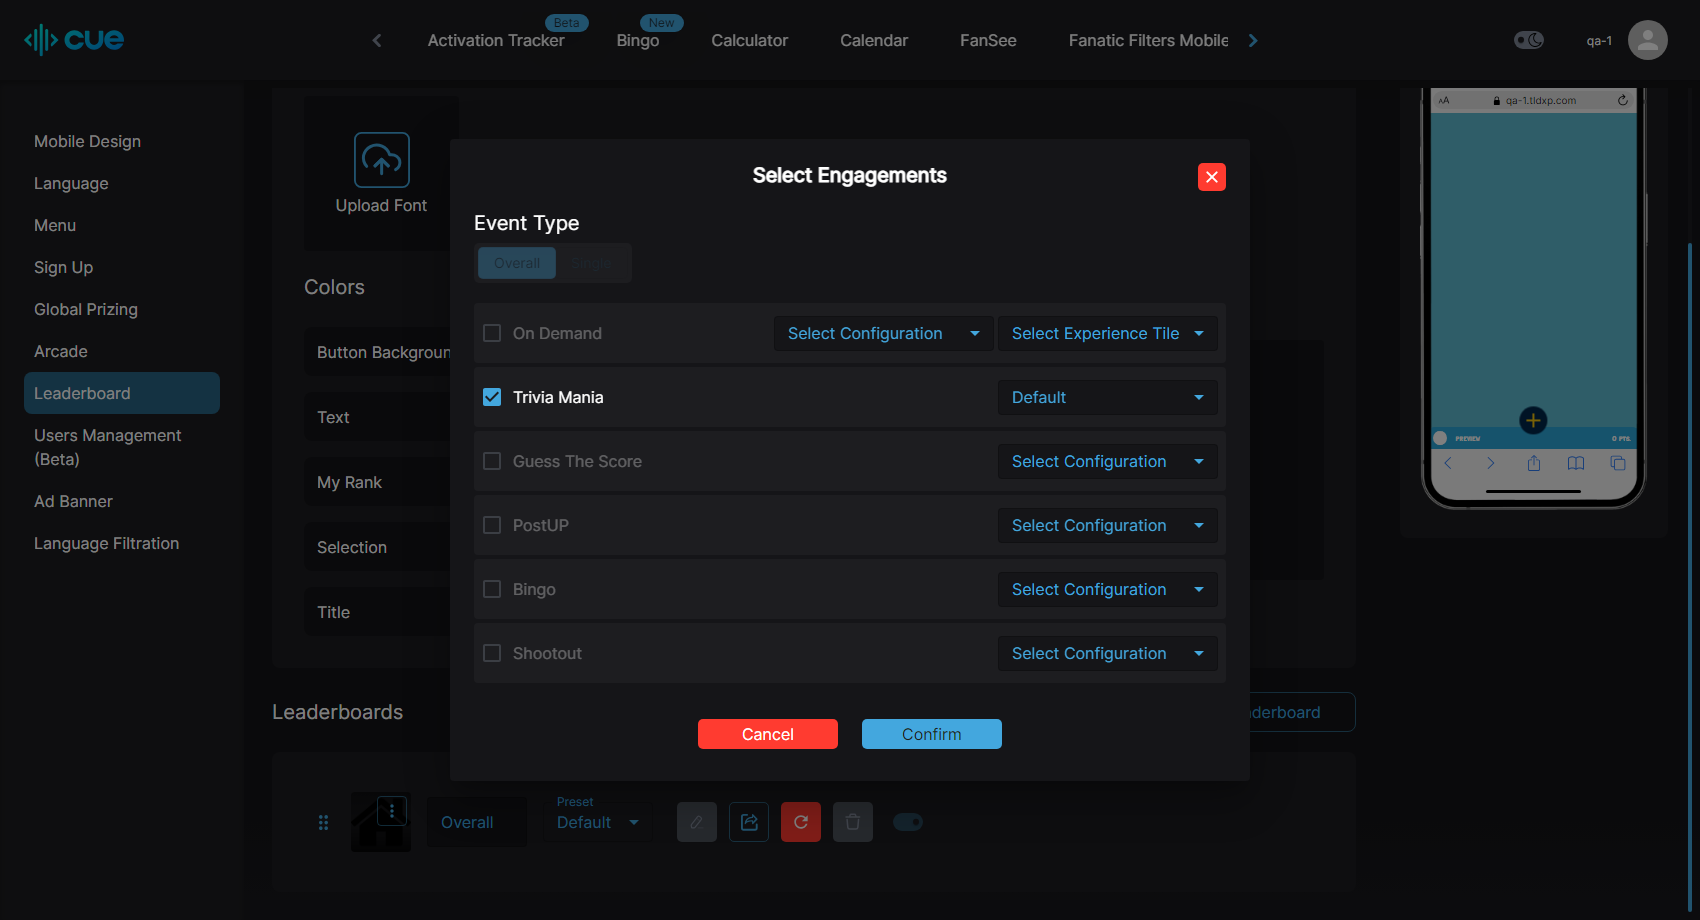 cue
Activation Tracker
Beta
Bingo
New
Calculator
Calendar
FanSee
Fanatic Filters Mobile
qa-1
Mobile Design
Language
Menu
Sign Up
Global Prizing
Arcade
Leaderboard
Users Management
(Beta)
Ad Banner
Language Filtration
Upload Font
Colors
Button Backgroun
Text
My Rank
Selection
Title
Select Engagements
Event Type
Overall
Single
On Demand
Select Configuration
Select Experience Tile
Trivia Mania
Default
Guess The Score
Select Configuration
PostUP
Select Configuration
Bingo
Select Configuration
Shootout
Select Configuration
Cancel
Confirm
Leaderboards
derboard
Overall
Preset
Default
AA
qa-1.tldxp.com
PREVIEW
0 PTS.